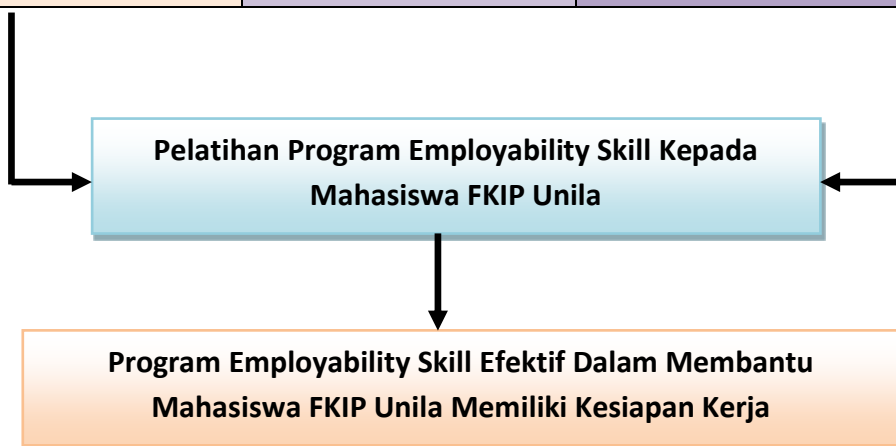 Pelatihan Program Employability Skill Kepada
Mahasiswa FKIP Unila
Program Employability Skill Efektif Dalam Membantu
Mahasiswa FKIP Unila Memiliki Kesiapan Kerja